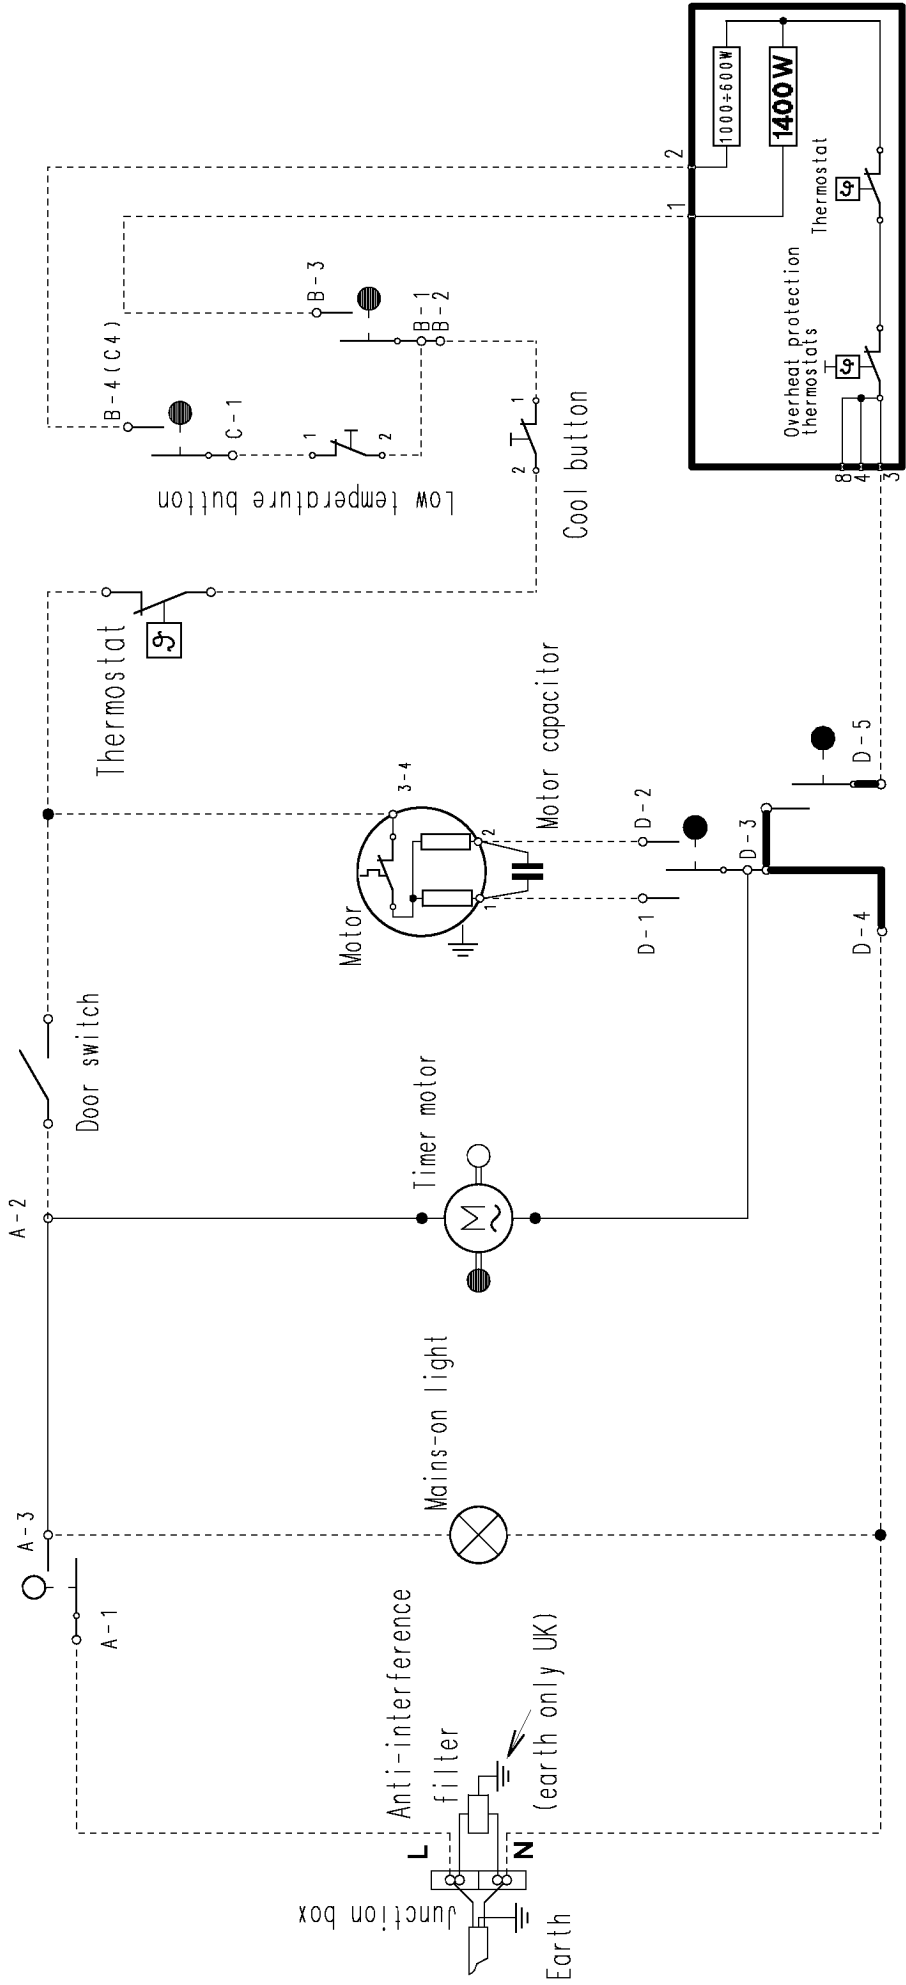 Junction box
Earth
L
N
Anti-interference
filter
(earth only UK)
A-1
A-3
Mains-on light
A-2
Timer motor
M
Door switch
Motor
3-4
1
2
Motor capacitor
D-1
D-2
D-3
D-4
D-5
Thermostat
ϑ
Low temperature button
B-4(C4)
C-1
1
2
B-3
B-1
B-2
Cool button
2
1
1
2
8
4
3
Overheat protection
thermostats
ϑ
Thermostat
ϑ
1000÷600W
1400W